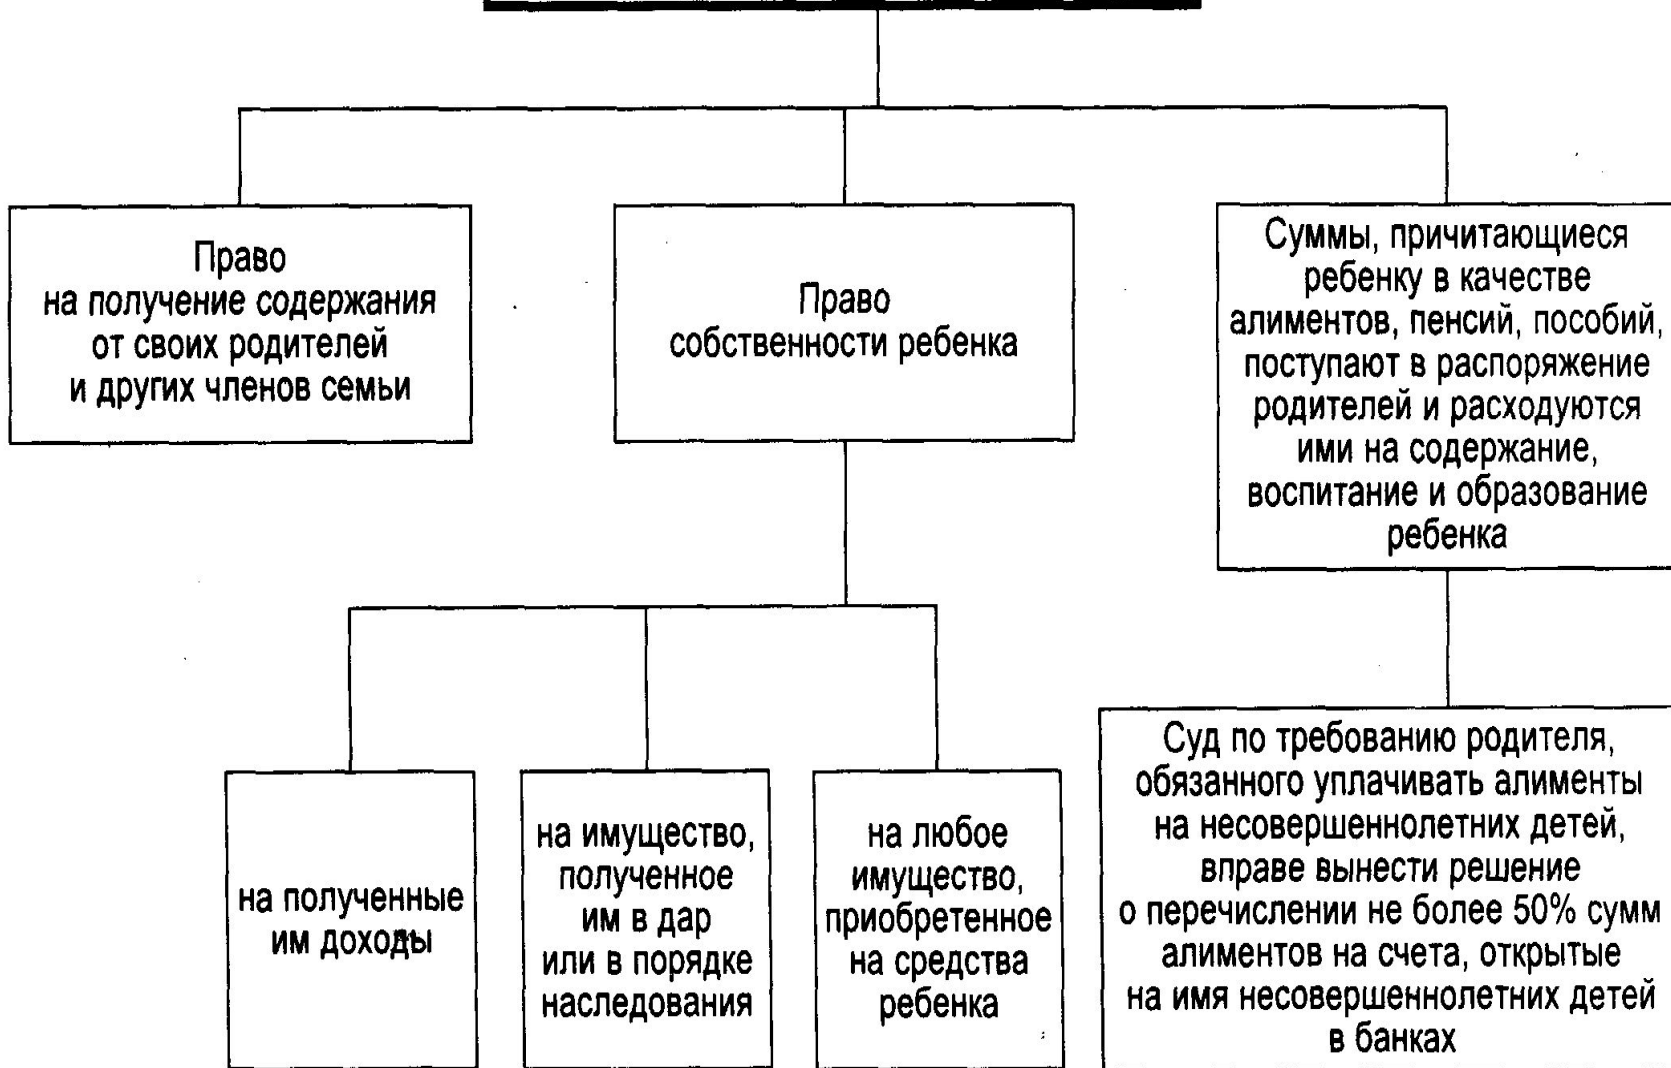 Право
на получение содержания
от своих родителей
и других членов семьи
Право
собственности ребенка
Суммы, причитающиеся
ребенку в качестве
алиментов, пенсий, пособий,
поступают в распоряжение
родителей и расходуются
ими на содержание,
воспитание и образование
ребенка
на полученные
им доходы
на имущество,
полученное
им в дар
или в порядке
наследования
на любое
имущество,
приобретенное
на средства
ребенка
Суд по требованию родителя,
обязанного уплачивать алименты
на несовершеннолетних детей,
вправе вынести решение
о перечислении не более 50% сумм
алиментов на счета, открытые
на имя несовершеннолетних детей
в банках